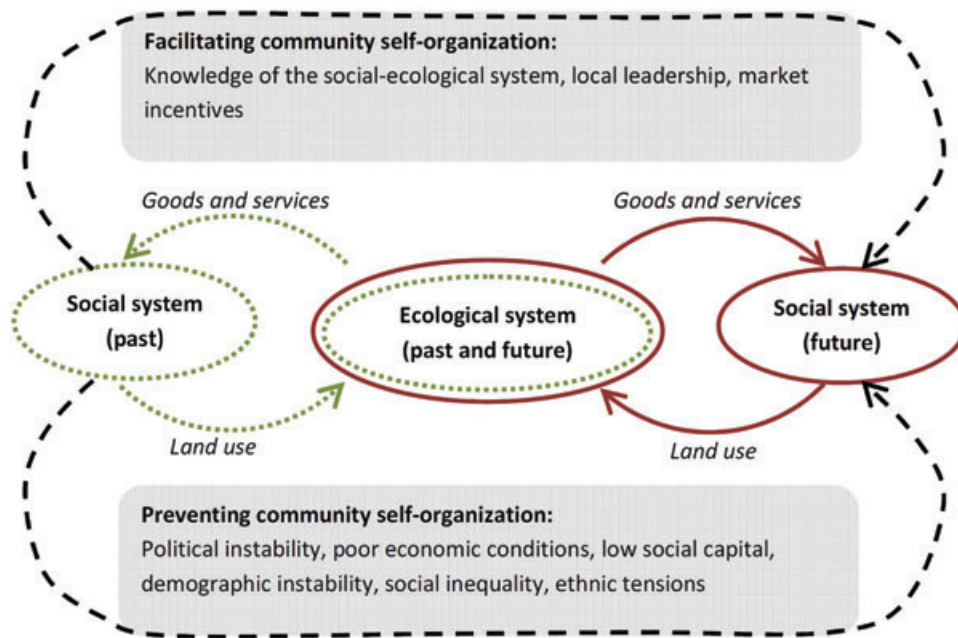 Facilitating community self-organization:
Knowledge of the social-ecological system, local leadership, market
incentives
Goods and services
Goods and services
Social system
(past)
Ecological system
(past and future)
Social system
(future)
Land use
Land use
Preventing community self-organization:
Political instability, poor economic conditions, low social capital,
demographic instability, social inequality, ethnic tensions